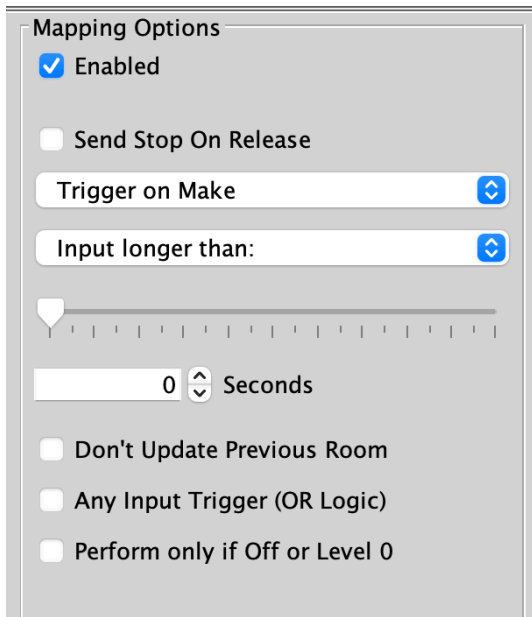 Mapping Options
Enabled
Send Stop On Release
Trigger on Make
Input longer than:
0 Seconds
Don't Update Previous Room
Any Input Trigger (OR Logic)
Perform only if Off or Level 0